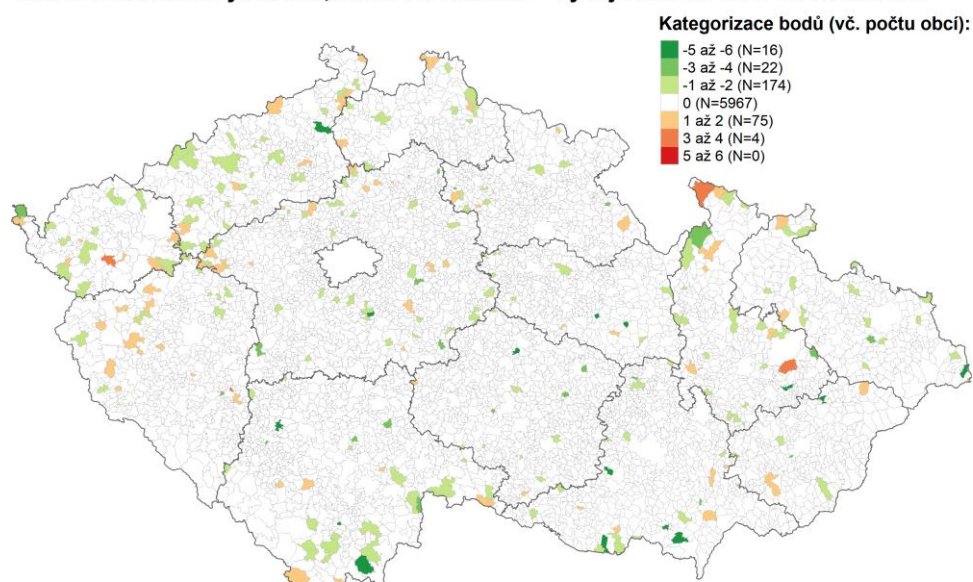 Kategorizace bodů (vč. počtu obcí):
-5 až -6 (N=16)
-3 až -4 (N=22)
-1 až -2 (N=174)
0 (N=5967)
1 až 2 (N=75)
3 až 4 (N=4)
5 až 6 (N=0)